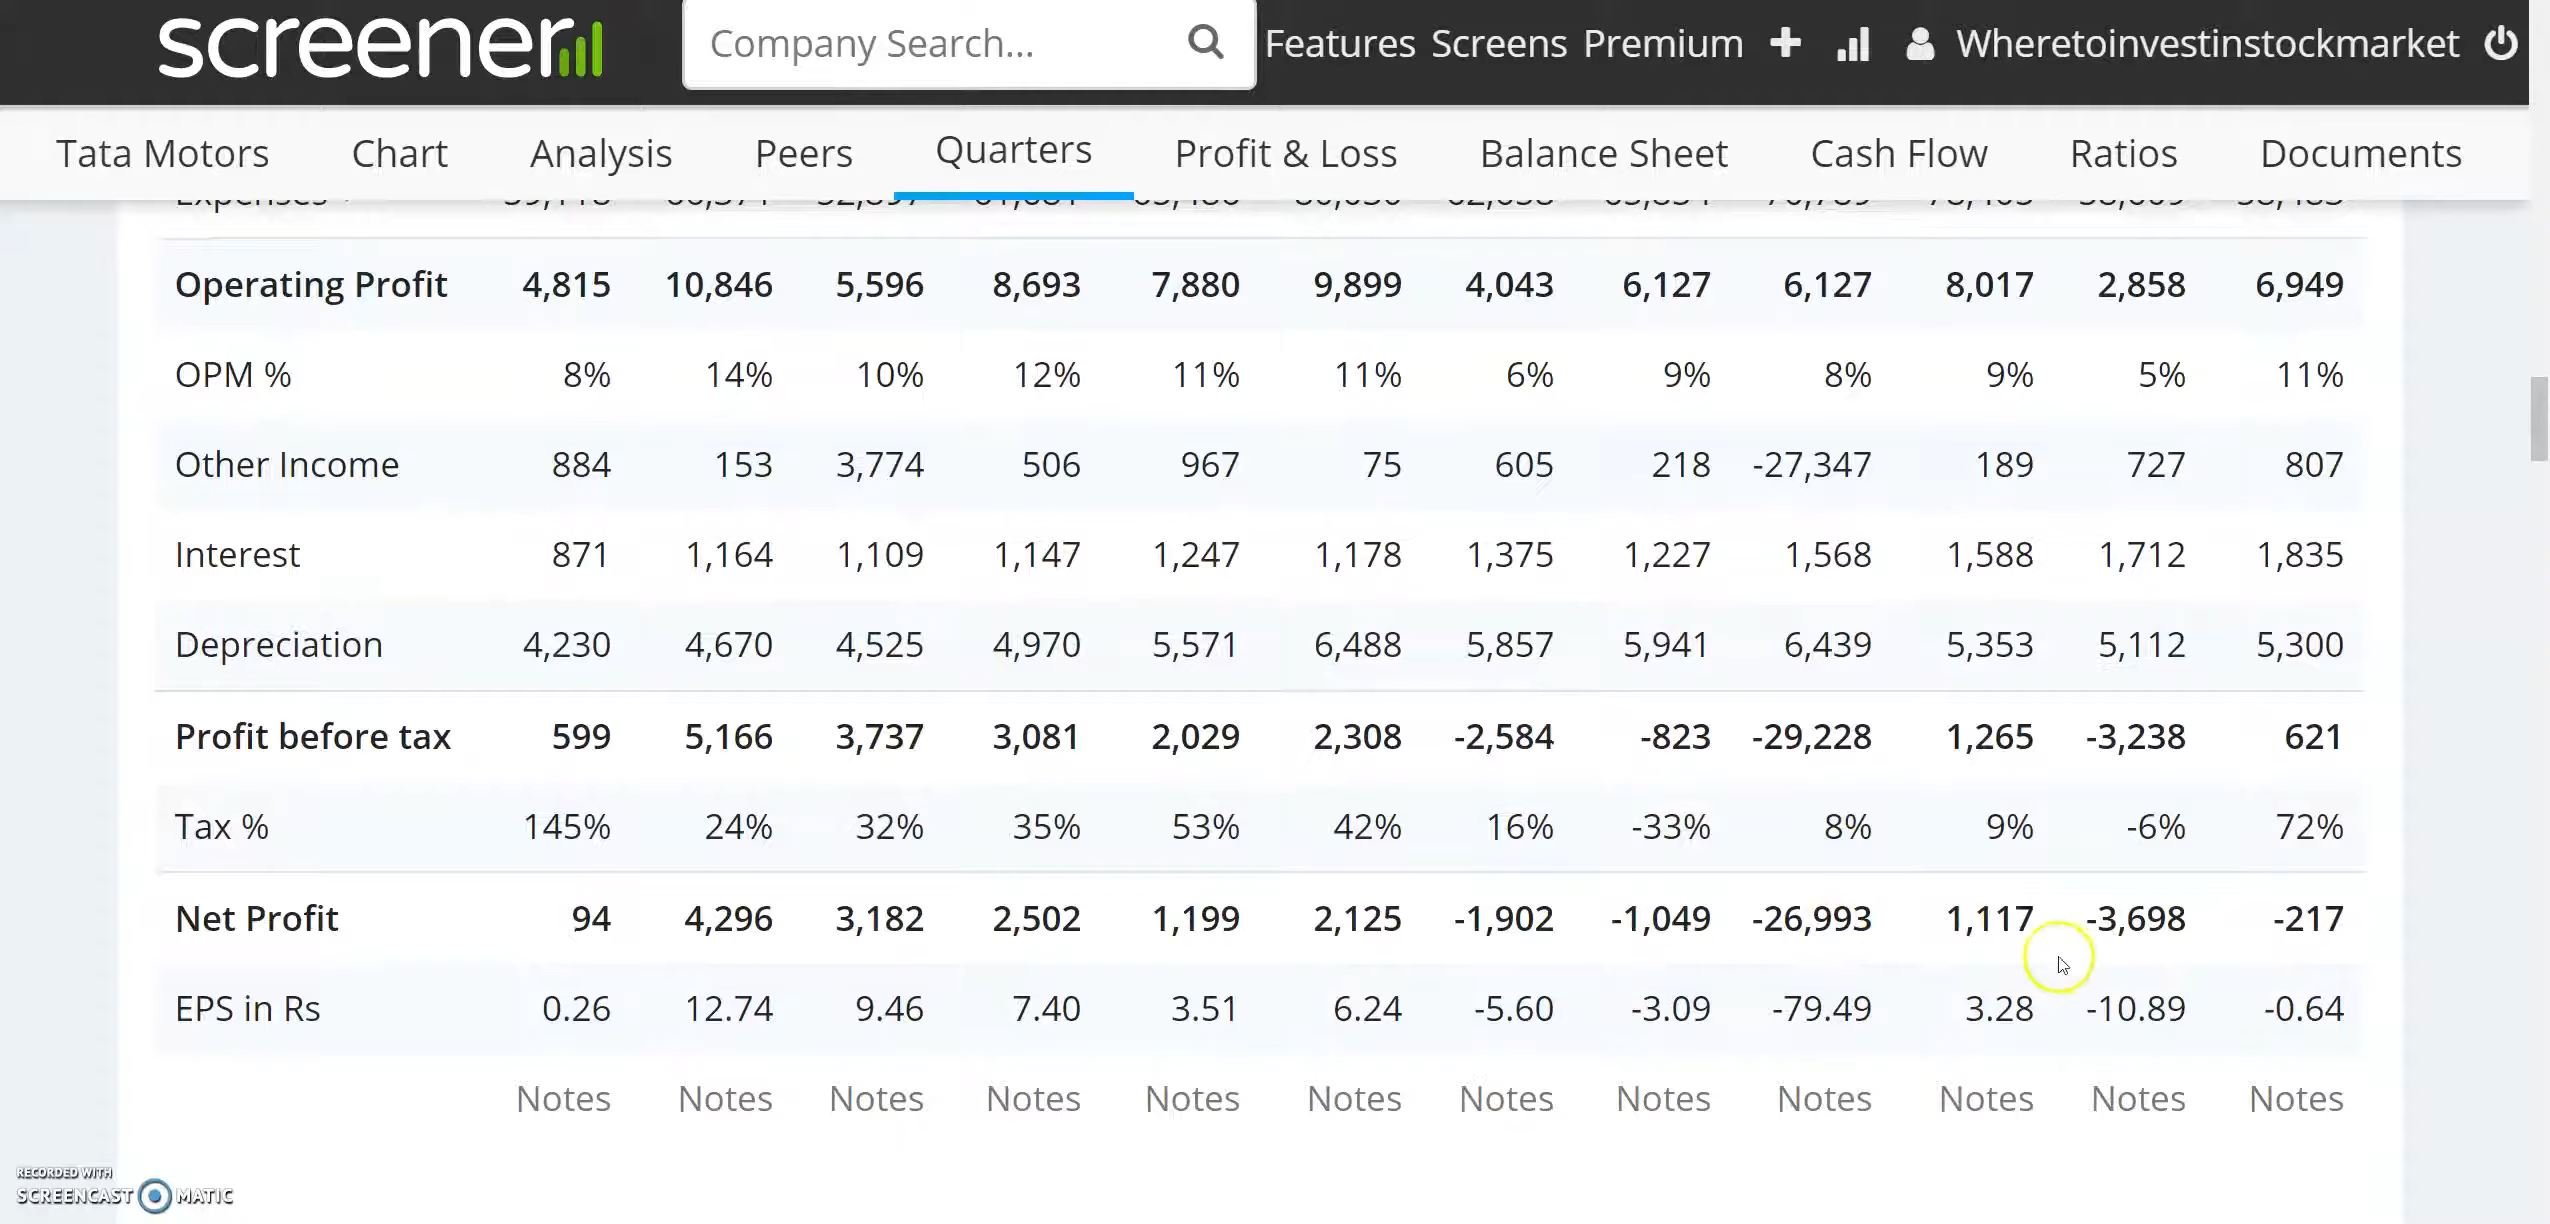 screener
Company Search...
Features Screens Premium Wheretoinvestinstockmarket
Tata Motors Chart Analysis Peers Quarters Profit & Loss Balance Sheet Cash Flow Ratios Documents
Expenses
Operating Profit 4,815 10,846 5,596 8,693 7,880 9,899 4,043 6,127 6,127 8,017 2,858 6,949
OPM % 8% 14% 10% 12% 11% 11% 6% 9% 8% 9% 5% 11%
Other Income 884 153 3,774 506 967 75 605 218 -27,347 189 727 807
Interest 871 1,164 1,109 1,147 1,247 1,178 1,375 1,227 1,568 1,588 1,712 1,835
Depreciation 4,230 4,670 4,525 4,970 5,571 6,488 5,857 5,941 6,439 5,353 5,112 5,300
Profit before tax 599 5,166 3,737 3,081 2,029 2,308 -2,584 -823 -29,228 1,265 -3,238 621
Tax % 145% 24% 32% 35% 53% 42% 16% -33% 8% 9% -6% 72%
Net Profit 94 4,296 3,182 2,502 1,199 2,125 -1,902 -1,049 -26,993 1,117 -3,698 -217
EPS in Rs 0.26 12.74 9.46 7.40 3.51 6.24 -5.60 -3.09 -79.49 3.28 -10.89 -0.64
Notes Notes Notes Notes Notes Notes Notes Notes Notes Notes Notes Notes
RECORDED WITH
SCREENCAST MATIC